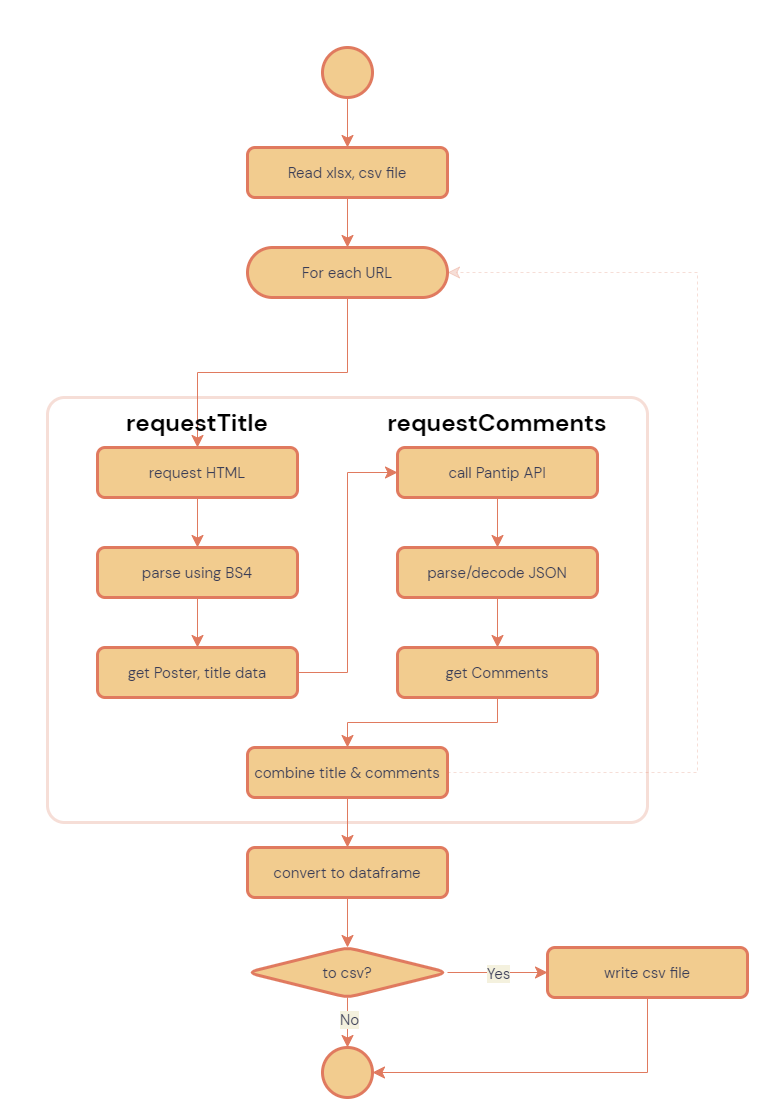 Read xlsx, csv file
For each URL
requestTitle
request HTML
parse using BS4
get Poster, title data
requestComments
call Pantip API
parse/decode JSON
get Comments
combine title & comments
convert to dataframe
to csv?
Yes
write csv file
No